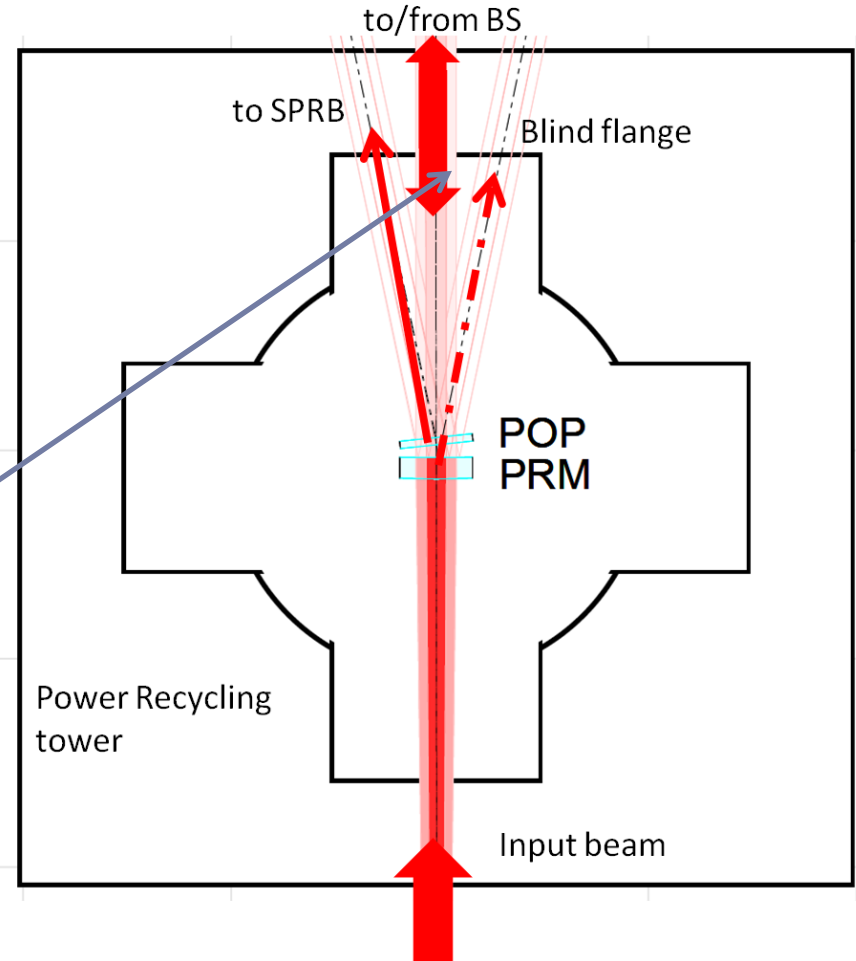 to/from BS
to SPRB
Blind flange
POP
PRM
Power Recycling
tower
Input beam